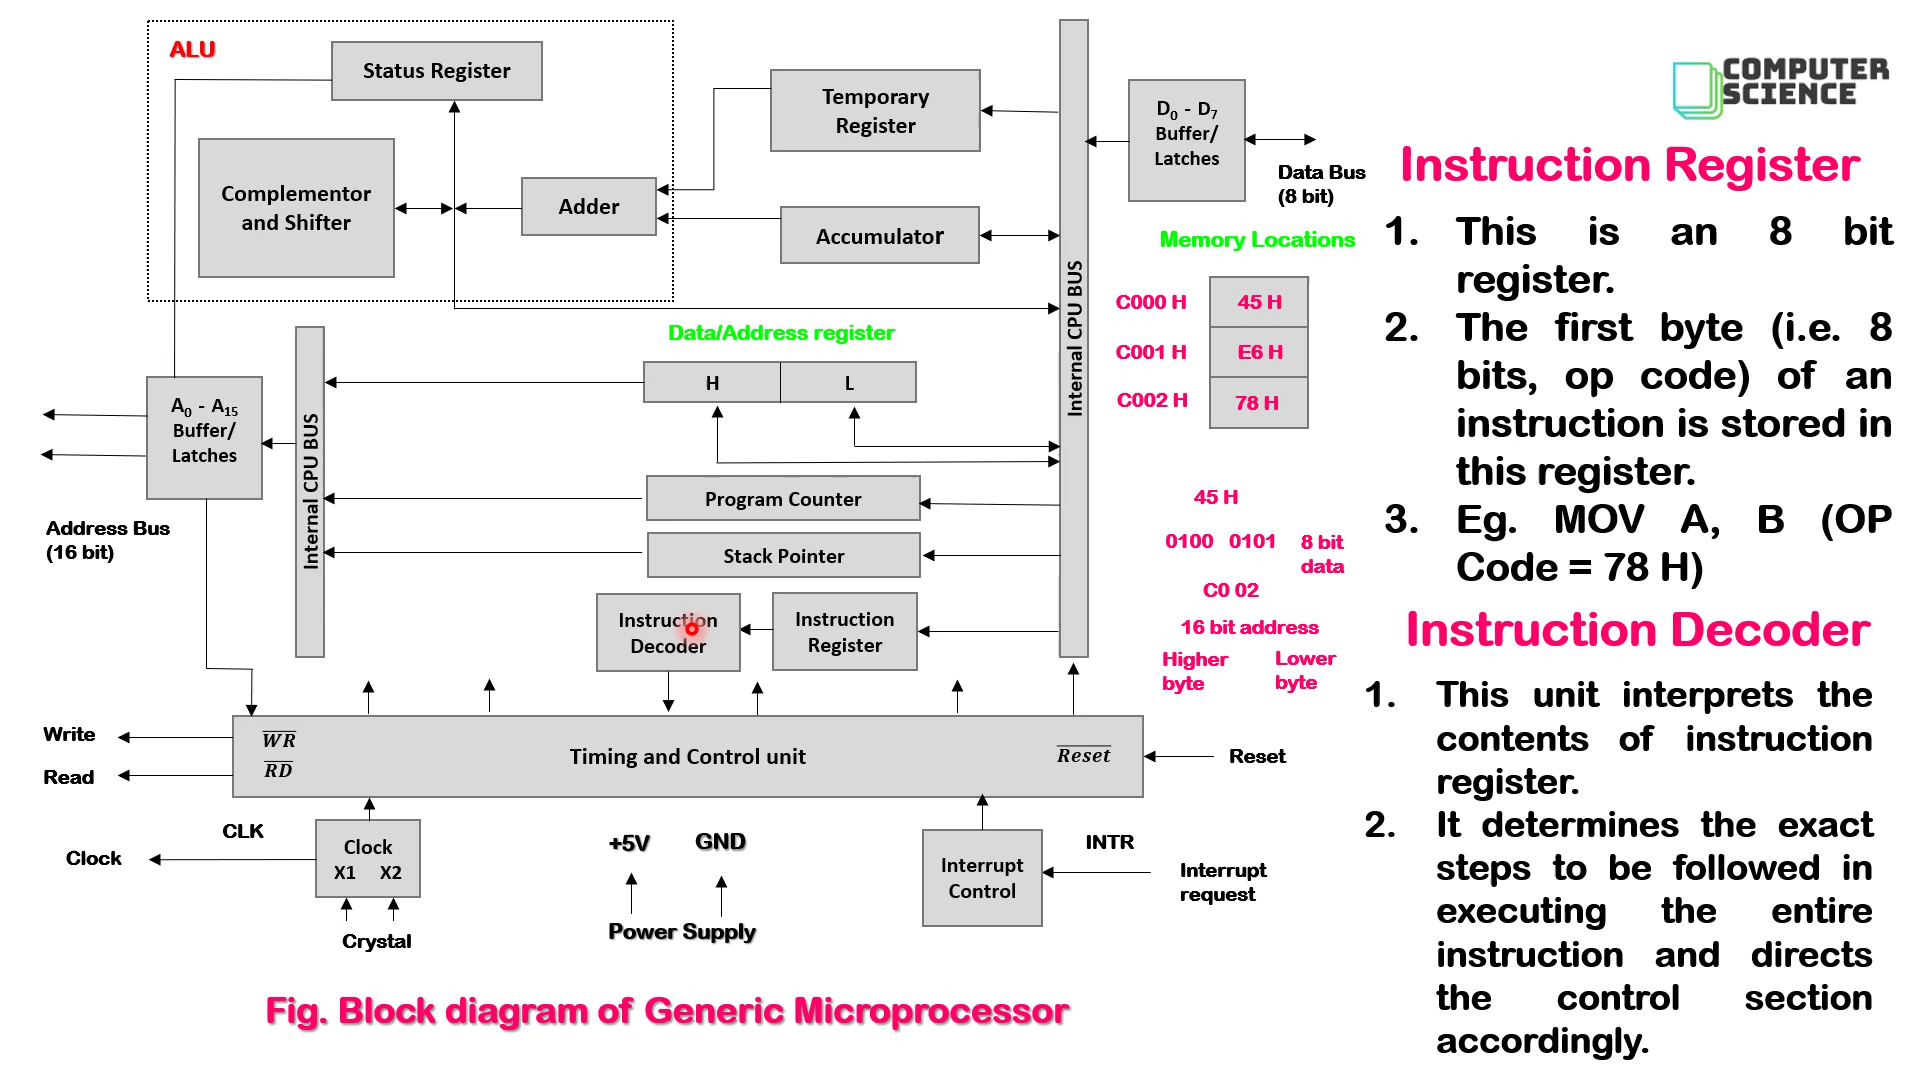 ALU
Status Register
Complementor
and Shifter
Adder
Temporary
Register
Accumulator
Internal CPU BUS
D0 - D7
Buffer/
Latches
Data Bus
(8 bit)
COMPUTER
SCIENCE
Memory Locations
C000 H 45 H
C001 H E6 H
C002 H 78 H
45 H
0100 0101 8 bit
data
C0 02
16 bit address
Higher
byte
Lower
byte
Data/Address register
H L
Program Counter
Stack Pointer
Instruction
Decoder
Instruction
Register
Internal CPU BUS
A0 - A15
Buffer/
Latches
Address Bus
(16 bit)
Write
Read
W̅R̅
R̅D̅
Timing and Control unit
R̅e̅s̅e̅t̅
Reset
Clock
CLK
Clock
X1 X2
Crystal
+5V GND
Power Supply
Interrupt
Control
INTR
Interrupt
request
Fig. Block diagram of Generic Microprocessor
Instruction Register
1. This is an 8 bit
register.
2. The first byte (i.e. 8
bits, op code) of an
instruction is stored in
this register.
3. Eg. MOV A, B (OP
Code = 78 H)
Instruction Decoder
1. This unit interprets the
contents of instruction
register.
2. It determines the exact
steps to be followed in
executing the entire
instruction and directs
the control section
accordingly.